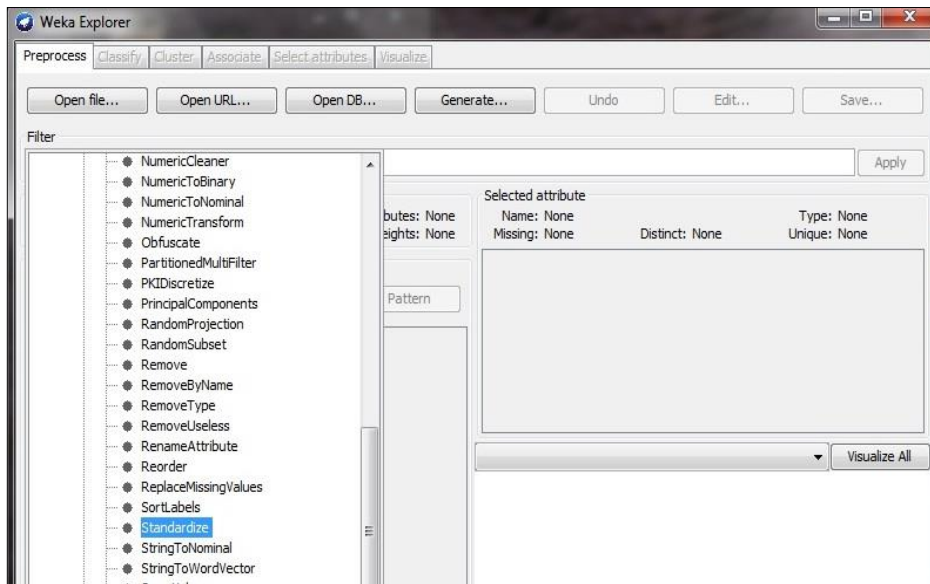 Weka Explorer
Preprocess Classify Cluster Associate Select attributes Visualize
Open file... Open URL... Open DB... Generate... Undo Edit... Save...
Filter
Apply
NumericCleaner
NumericToBinary
NumericToNominal
NumericTransform
Obfuscate
PartitionedMultiFilter
PKIDiscretize
PrincipalComponents
RandomProjection
RandomSubset
Remove
RemoveByName
RemoveType
RemoveUseless
RenameAttribute
Reorder
ReplaceMissingValues
SortLabels
Standardize
StringToNominal
StringToWordVector
butes: None
eights: None
Pattern
Selected attribute
Name: None Type: None
Missing: None Distinct: None Unique: None
Visualize All